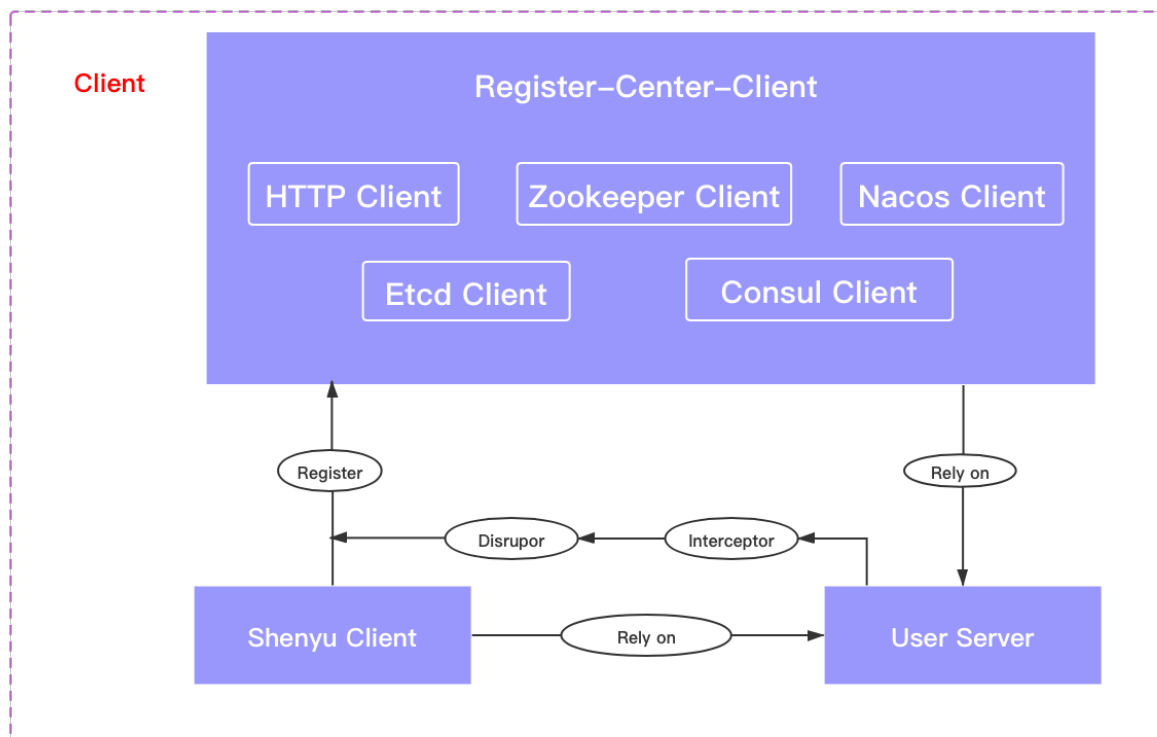 Client
Register–Center–Client
HTTP Client
Zookeeper Client
Nacos Client
Etcd Client
Consul Client
Register
Rely on
Disrupor
Interceptor
Shenyu Client
Rely on
User Server